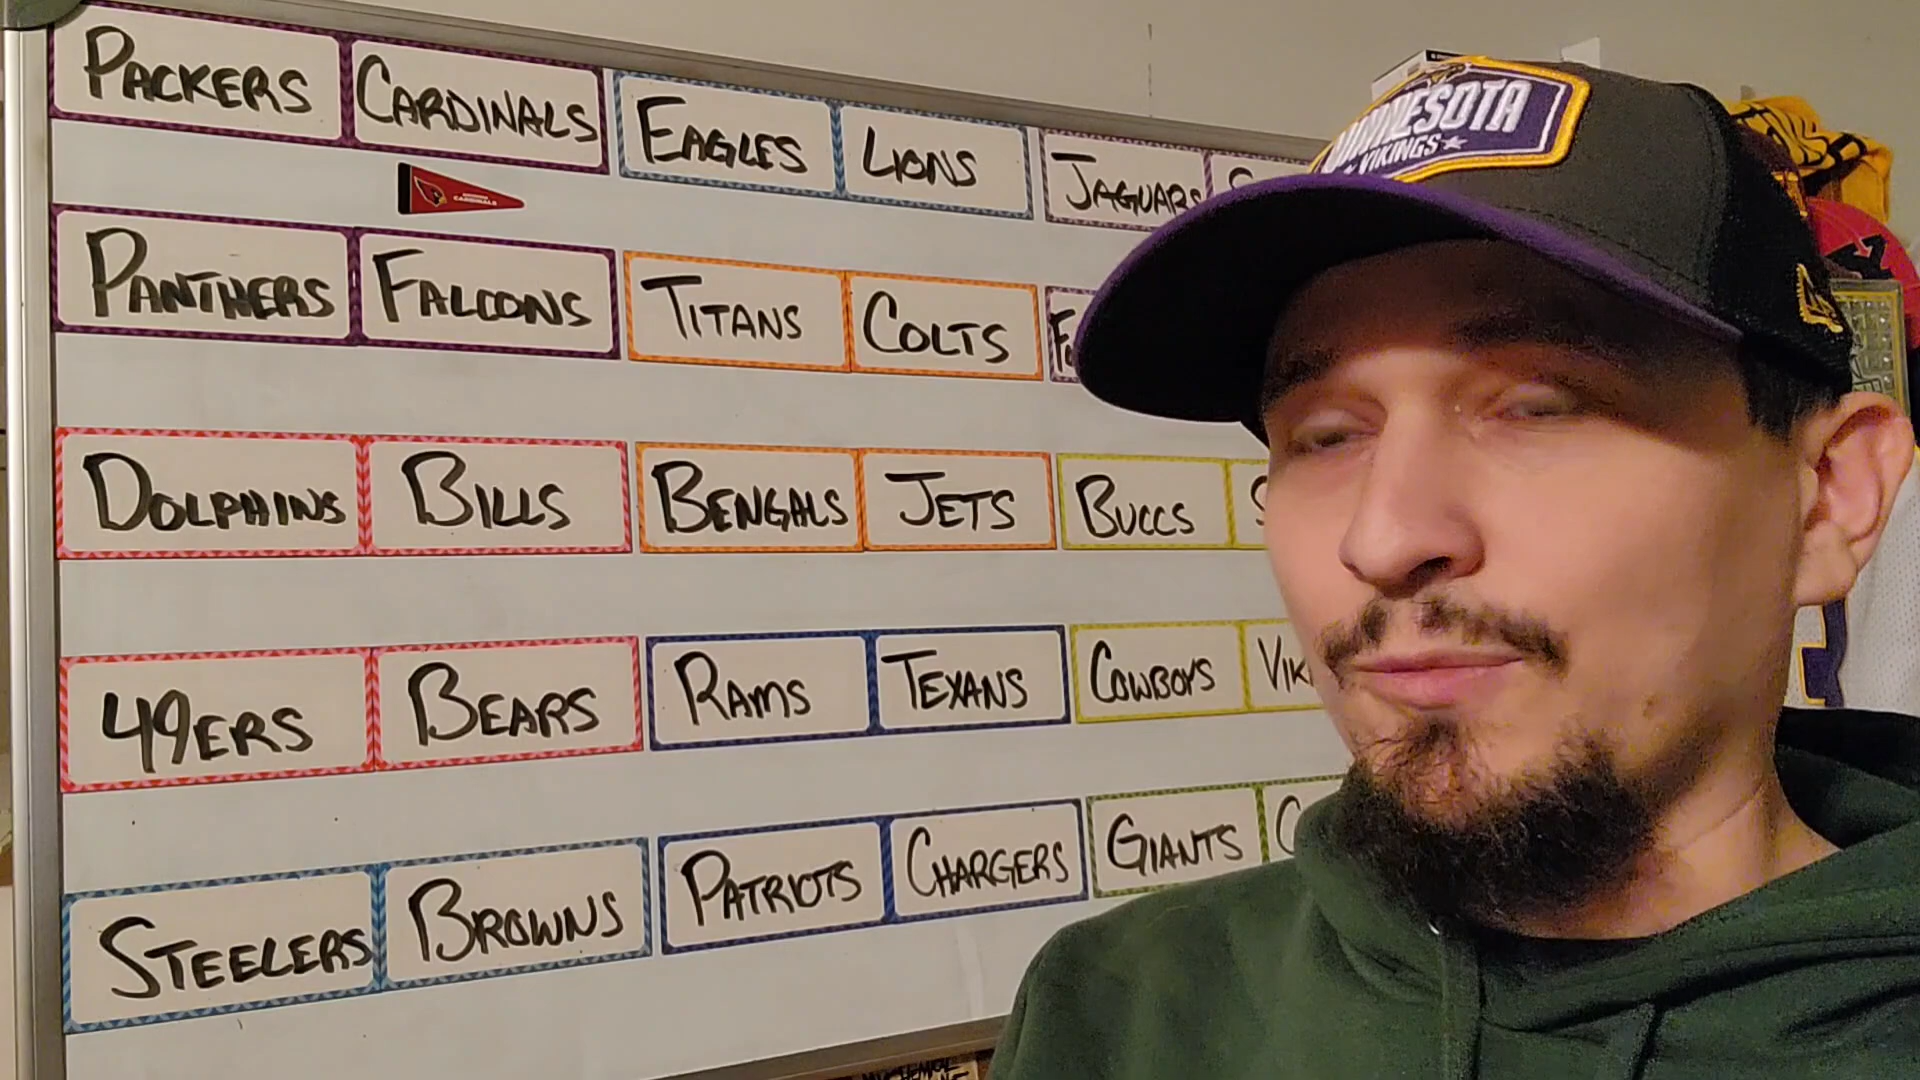 PACKERS CARDINALS EAGLES LIONS JAGUARS
CARDINALS
PANTHERS FALCONS TITANS COLTS
DOLPHINS BILLS BENGALS JETS BUCCS S
49ERS BEARS RAMS TEXANS COWBOYS VIK
STEELERS BROWNS PATRIOTS CHARGERS GIANTS C
MINNESOTA
VIKINGS